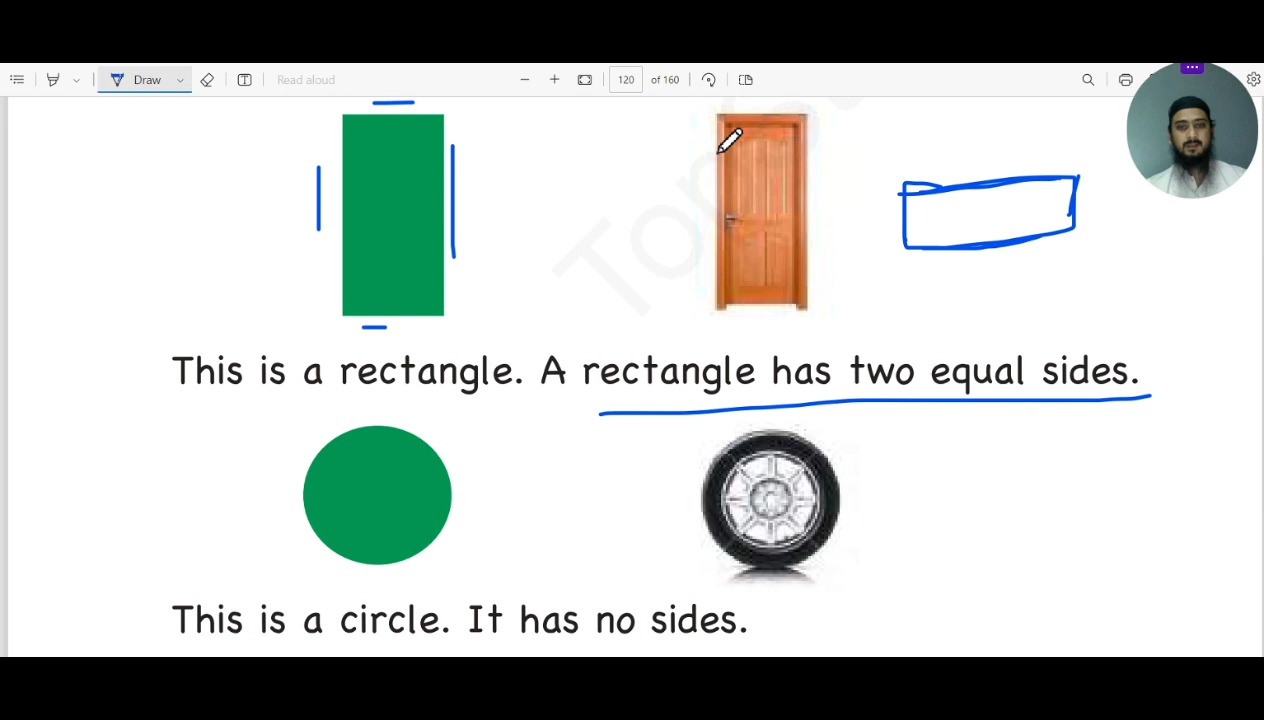 Draw
Read aloud
120 of 160
This is a rectangle. A rectangle has two equal sides.
This is a circle. It has no sides.